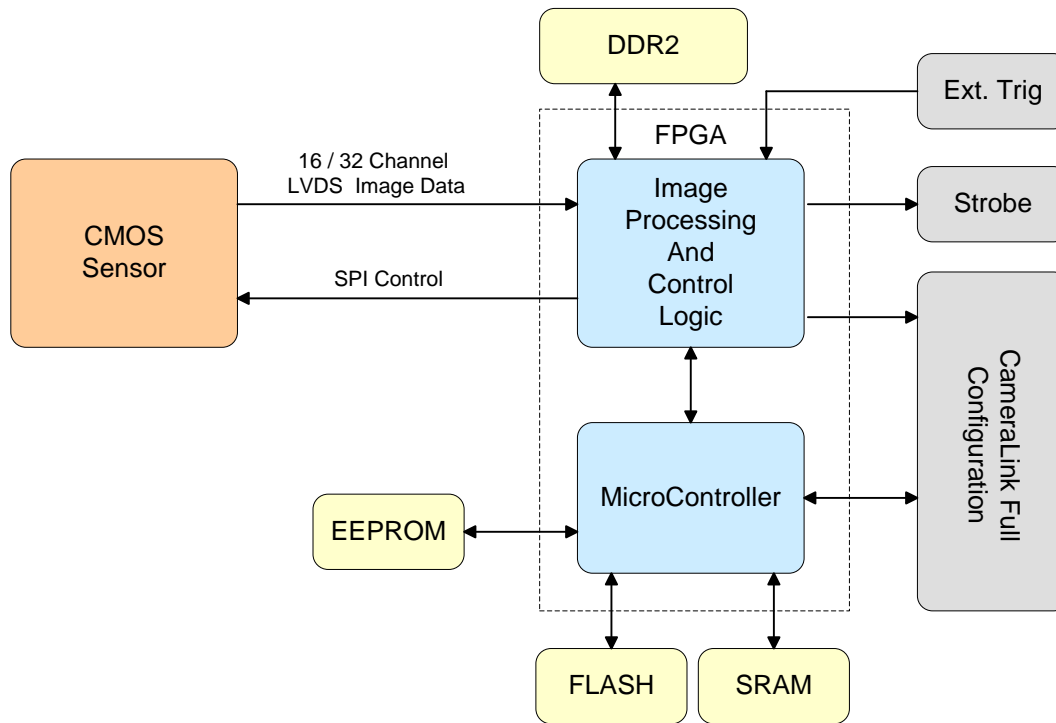 DDR2
Ext. Trig
FPGA
16 / 32 Channel
LVDS Image Data
Image
Processing
And
Control
Logic
Strobe
CMOS
Sensor
SPI Control
CameraLink Full
Configuration
MicroController
EEPROM
FLASH
SRAM